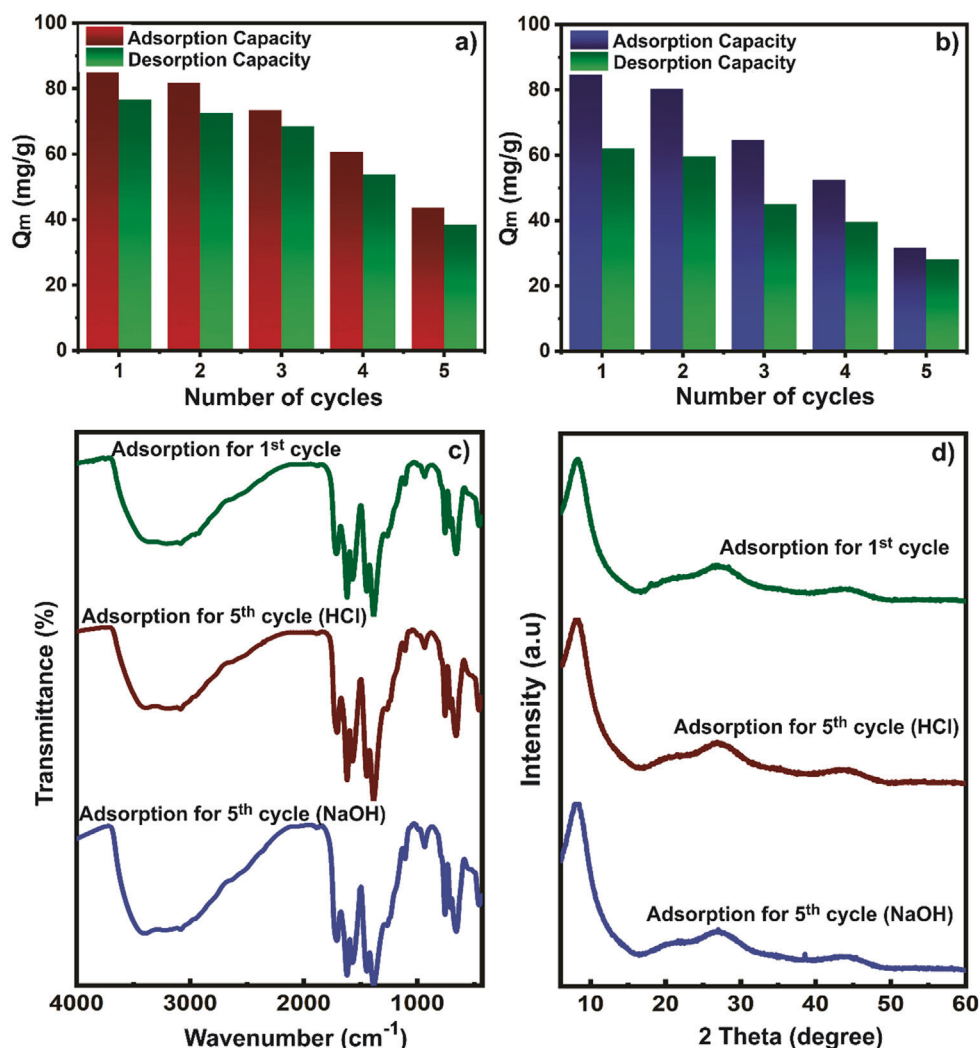 a)
Adsorption Capacity
Desorption Capacity
Qm (mg/g)
100
80
60
40
20
0
1 2 3 4 5
Number of cycles
b)
Adsorption Capacity
Desorption Capacity
Qm (mg/g)
100
80
60
40
20
0
1 2 3 4 5
Number of cycles
c)
Adsorption for 1st cycle
Adsorption for 5th cycle (HCl)
Adsorption for 5th cycle (NaOH)
Transmittance (%)
4000 3000 2000 1000
Wavenumber (cm-1)
d)
Adsorption for 1st cycle
Adsorption for 5th cycle (HCl)
Adsorption for 5th cycle (NaOH)
Intensity (a.u)
10 20 30 40 50 60
2 Theta (degree)